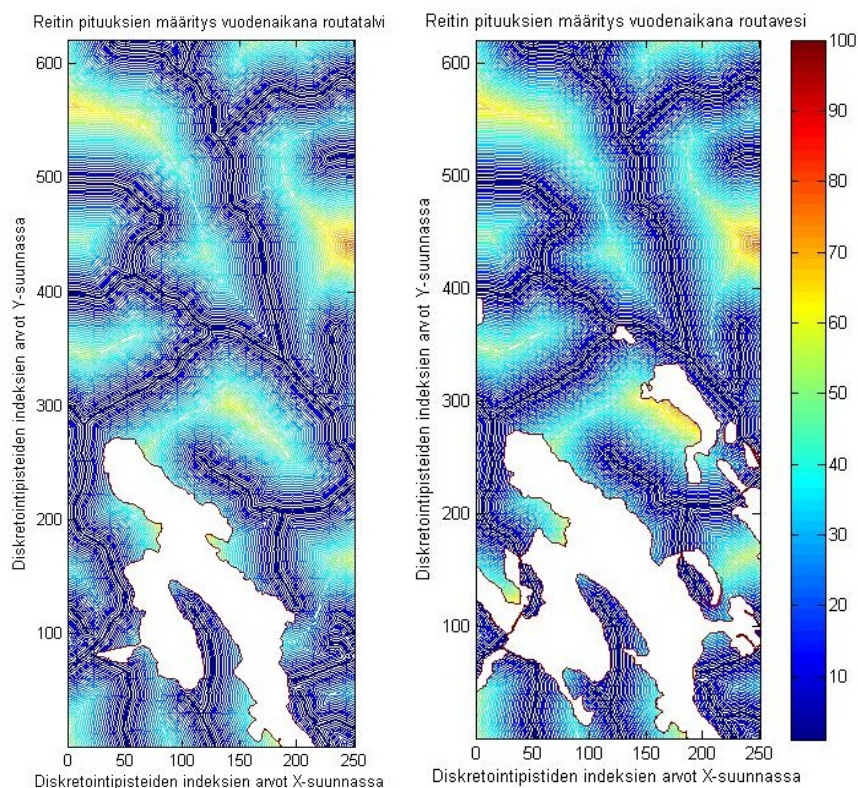 Reitin pituuksien määritys vuodenaikana routatalvi
Diskretointipisteiden indeksien arvot Y-suunnassa
600
500
400
300
200
100
0 50 100 150 200 250
Diskretointipisteiden indeksien arvot X-suunnassa
Reitin pituuksien määritys vuodenaikana routavesi
Diskretointipisteiden indeksien arvot Y-suunnassa
600
500
400
300
200
100
0 50 100 150 200 250
Diskretointipistiden indeksien arvot X-suunnassa
100
90
80
70
60
50
40
30
20
10